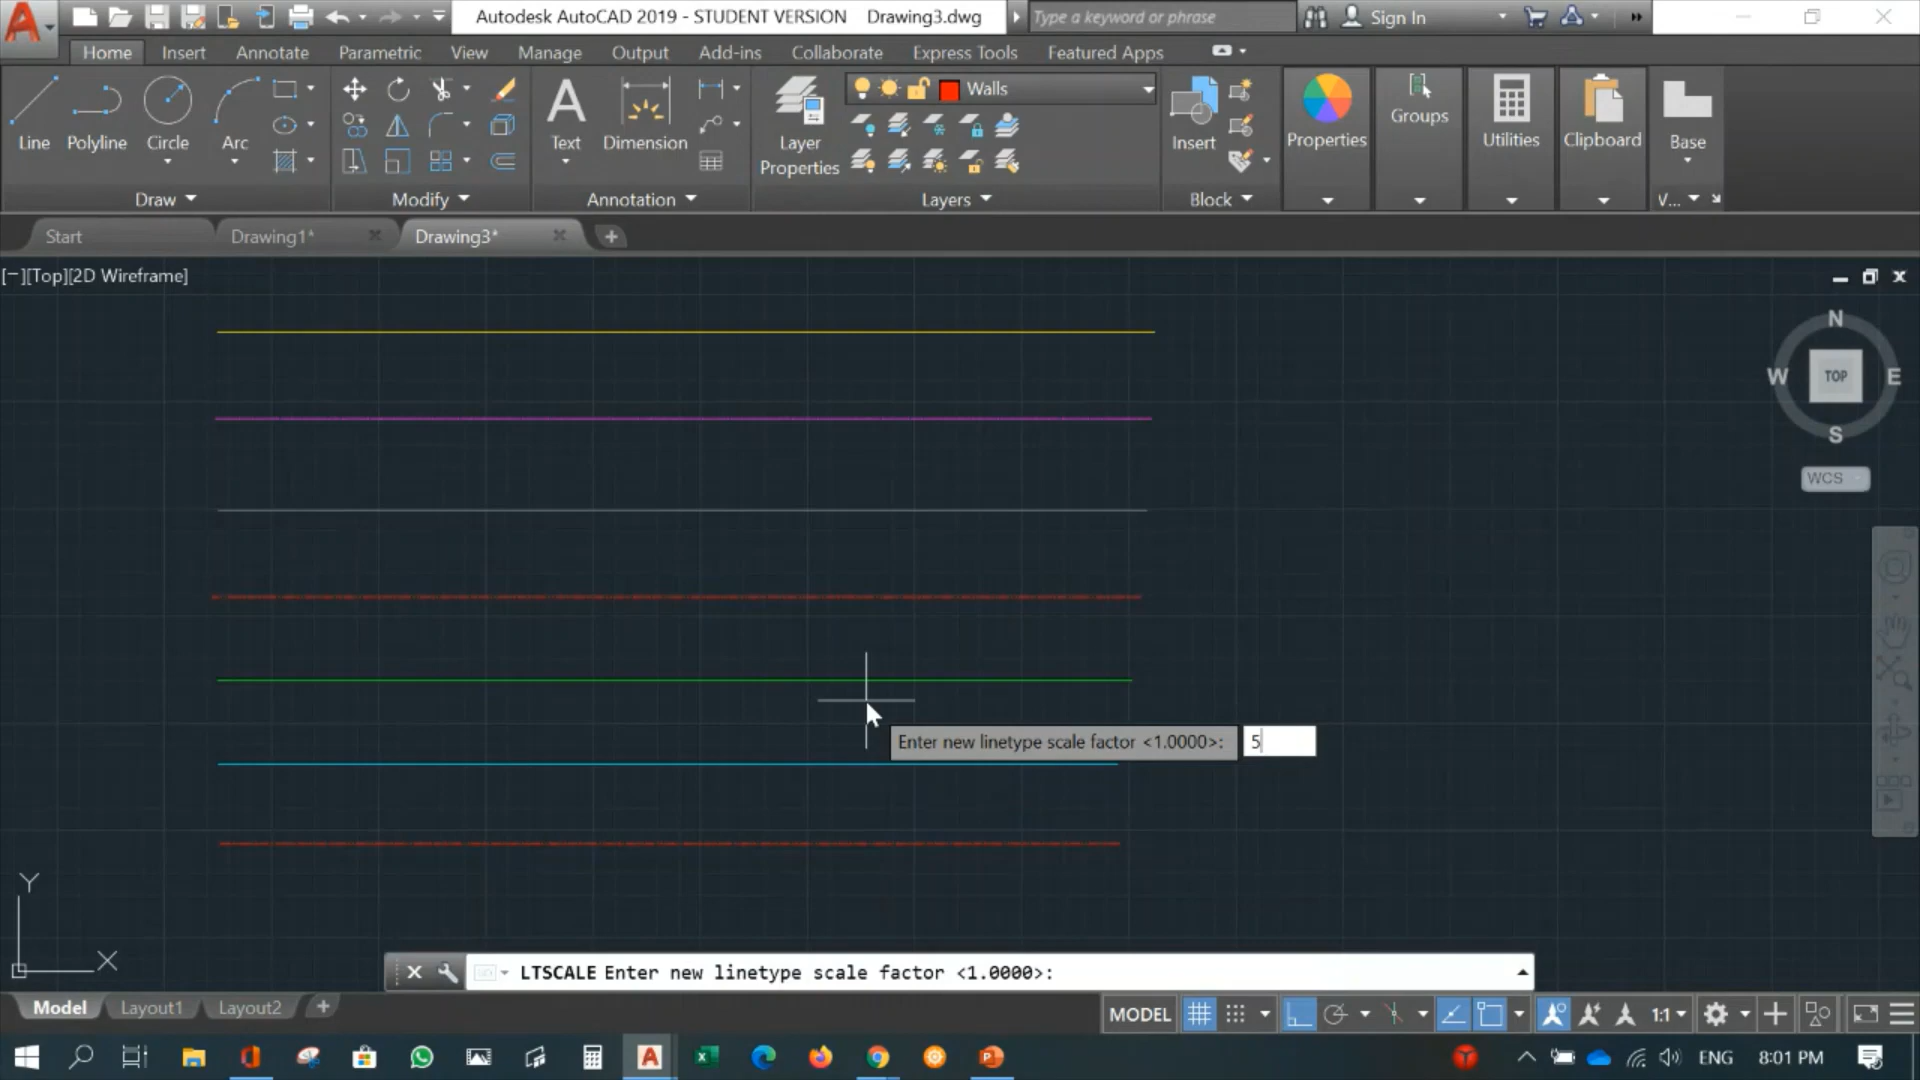 Autodesk AutoCAD 2019 - STUDENT VERSION Drawing3.dwg Type a keyword or phrase Sign In
Home Insert Annotate Parametric View Manage Output Add-ins Collaborate Express Tools Featured Apps
Line Polyline Circle Arc Text Dimension Layer Properties Walls Insert Properties Groups Utilities Clipboard Base
Draw Modify Annotation Layers Block V...
Start Drawing1* Drawing3*
[−][Top][2D Wireframe]
N
W TOP E
S
WCS
Enter new linetype scale factor <1.0000>: 5
Y
X
LTSCALE Enter new linetype scale factor <1.0000>:
Model Layout1 Layout2 MODEL 1:1
ENG 8:01 PM